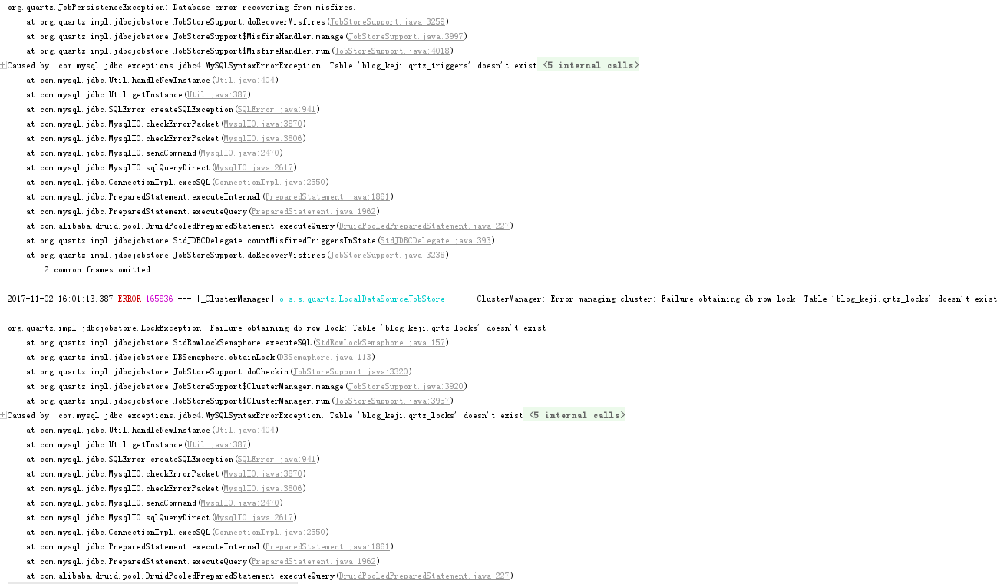 org.quartz.JobPersistenceException: Database error recovering from misfires.
at org.quartz.impl.jdbcjobstore.JobStoreSupport.doRecoverMisfires(JobStoreSupport.java:3259)
at org.quartz.impl.jdbcjobstore.JobStoreSupport$MisfireHandler.manage(JobStoreSupport.java:3997)
at org.quartz.impl.jdbcjobstore.JobStoreSupport$MisfireHandler.run(JobStoreSupport.java:4018)
Caused by: com.mysql.jdbc.exceptions.jdbc4.MySQLSyntaxErrorException: Table 'blog_keji.qrtz_triggers' doesn't exist <5 internal calls>
at com.mysql.jdbc.Util.handleNewInstance(Util.java:404)
at com.mysql.jdbc.Util.getInstance(Util.java:387)
at com.mysql.jdbc.SQLError.createSQLException(SQLError.java:941)
at com.mysql.jdbc.MysqlIO.checkErrorPacket(MysqlIO.java:3870)
at com.mysql.jdbc.MysqlIO.checkErrorPacket(MysqlIO.java:3806)
at com.mysql.jdbc.MysqlIO.sendCommand(MysqlIO.java:2470)
at com.mysql.jdbc.MysqlIO.sqlQueryDirect(MysqlIO.java:2617)
at com.mysql.jdbc.ConnectionImpl.execSQL(ConnectionImpl.java:2550)
at com.mysql.jdbc.PreparedStatement.executeInternal(PreparedStatement.java:1861)
at com.mysql.jdbc.PreparedStatement.executeQuery(PreparedStatement.java:1962)
at com.alibaba.druid.pool.DruidPooledPreparedStatement.executeQuery(DruidPooledPreparedStatement.java:227)
at org.quartz.impl.jdbcjobstore.StdJDBCDelegate.countMisfiredTriggersInState(StdJDBCDelegate.java:393)
at org.quartz.impl.jdbcjobstore.JobStoreSupport.doRecoverMisfires(JobStoreSupport.java:3238)
... 2 common frames omitted
2017-11-02 16:01:13.387 ERROR 165836 --- [_ClusterManager] o.s.s.quartz.LocalDataSourceJobStore : ClusterManager: Error managing cluster: Failure obtaining db row lock: Table 'blog_keji.qrtz_locks' doesn't exist
org.quartz.impl.jdbcjobstore.LockException: Failure obtaining db row lock: Table 'blog_keji.qrtz_locks' doesn't exist
at org.quartz.impl.jdbcjobstore.StdRowLockSemaphore.executeSQL(StdRowLockSemaphore.java:157)
at org.quartz.impl.jdbcjobstore.DBSemaphore.obtainLock(DBSemaphore.java:113)
at org.quartz.impl.jdbcjobstore.JobStoreSupport.doCheckin(JobStoreSupport.java:3320)
at org.quartz.impl.jdbcjobstore.JobStoreSupport$ClusterManager.manage(JobStoreSupport.java:3920)
at org.quartz.impl.jdbcjobstore.JobStoreSupport$ClusterManager.run(JobStoreSupport.java:3957)
Caused by: com.mysql.jdbc.exceptions.jdbc4.MySQLSyntaxErrorException: Table 'blog_keji.qrtz_locks' doesn't exist <5 internal calls>
at com.mysql.jdbc.Util.handleNewInstance(Util.java:404)
at com.mysql.jdbc.Util.getInstance(Util.java:387)
at com.mysql.jdbc.SQLError.createSQLException(SQLError.java:941)
at com.mysql.jdbc.MysqlIO.checkErrorPacket(MysqlIO.java:3870)
at com.mysql.jdbc.MysqlIO.checkErrorPacket(MysqlIO.java:3806)
at com.mysql.jdbc.MysqlIO.sendCommand(MysqlIO.java:2470)
at com.mysql.jdbc.MysqlIO.sqlQueryDirect(MysqlIO.java:2617)
at com.mysql.jdbc.ConnectionImpl.execSQL(ConnectionImpl.java:2550)
at com.mysql.jdbc.PreparedStatement.executeInternal(PreparedStatement.java:1861)
at com.mysql.jdbc.PreparedStatement.executeQuery(PreparedStatement.java:1962)
at com.alibaba.druid.pool.DruidPooledPreparedStatement.executeQuery(DruidPooledPreparedStatement.java:227)